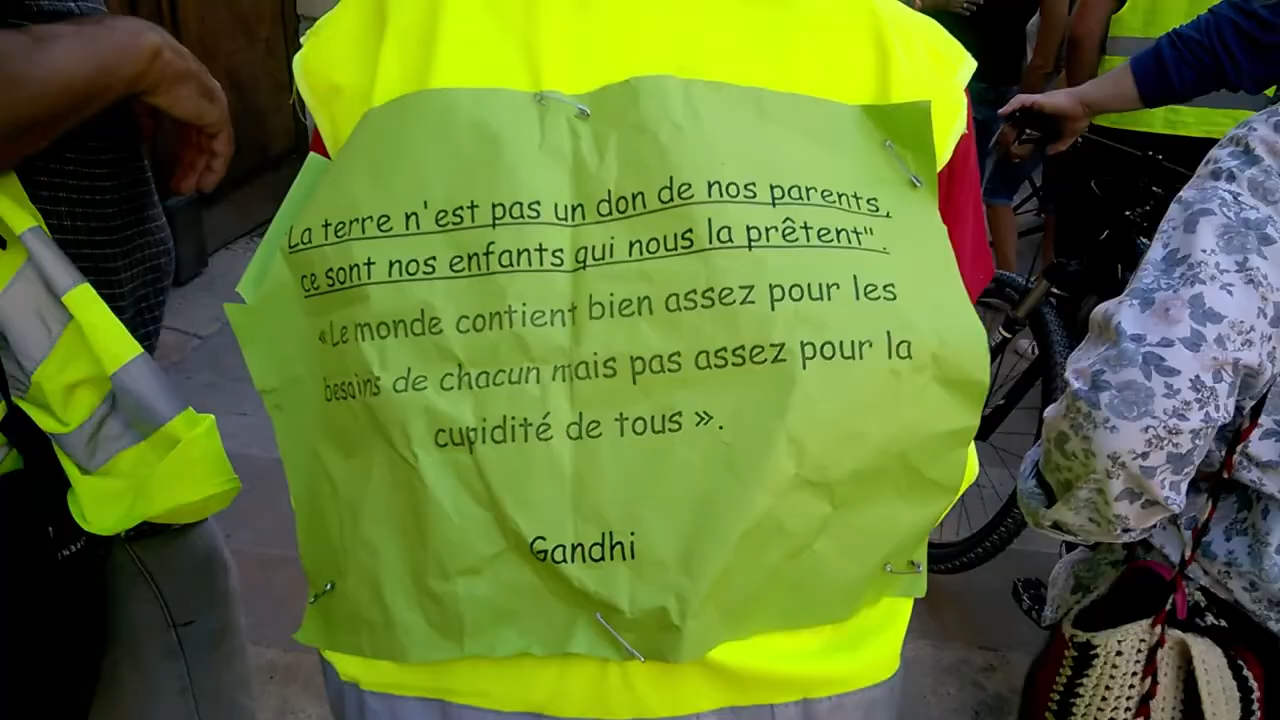 La terre n'est pas un don de nos parents,
ce sont nos enfants qui nous la prêtent".
«Le monde contient bien assez pour les
besoins de chacun mais pas assez pour la
cupidité de tous ».
Gandhi